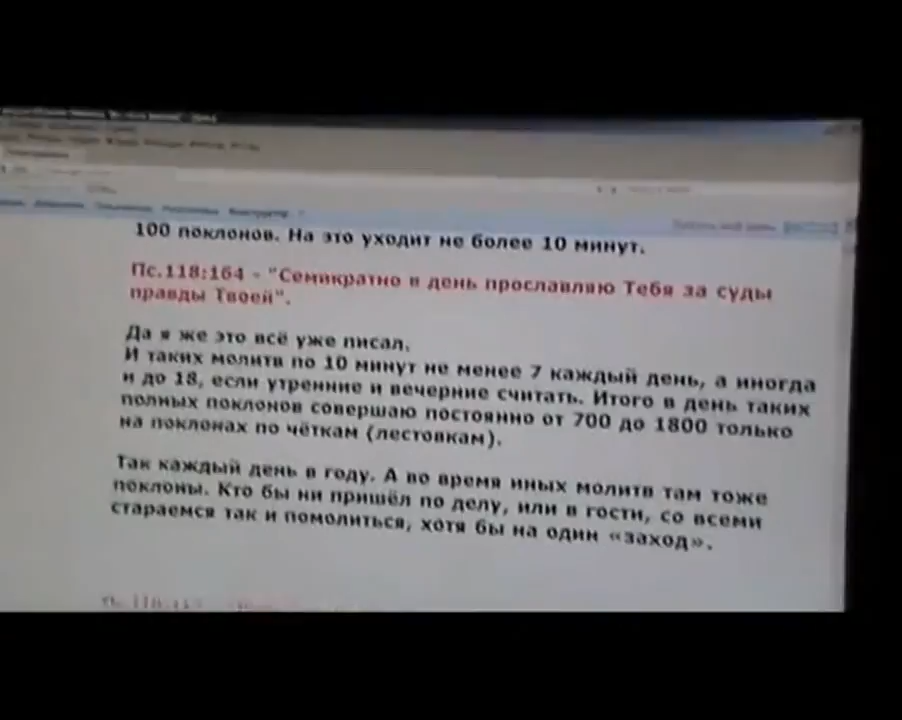 100 поклонов. На это уходит не более 10 минут.
Пс.118:164 - "Семикратно в день прославляю Тебя за суды
правды Твоей".
Да я же это всё уже писал.
И таких молитв по 10 минут не менее 7 каждый день, а иногда
и до 18, если утренние и вечерние считать. Итого в день таких
полных поклонов совершаю постоянно от 700 до 1800 только
на поклонах по чёткам (лестовкам).
Так каждый день в году. А во время иных молитв там тоже
поклоны. Кто бы ни пришёл по делу, или в гости, со всеми
стараемся так и помолиться, хотя бы на один «заход».